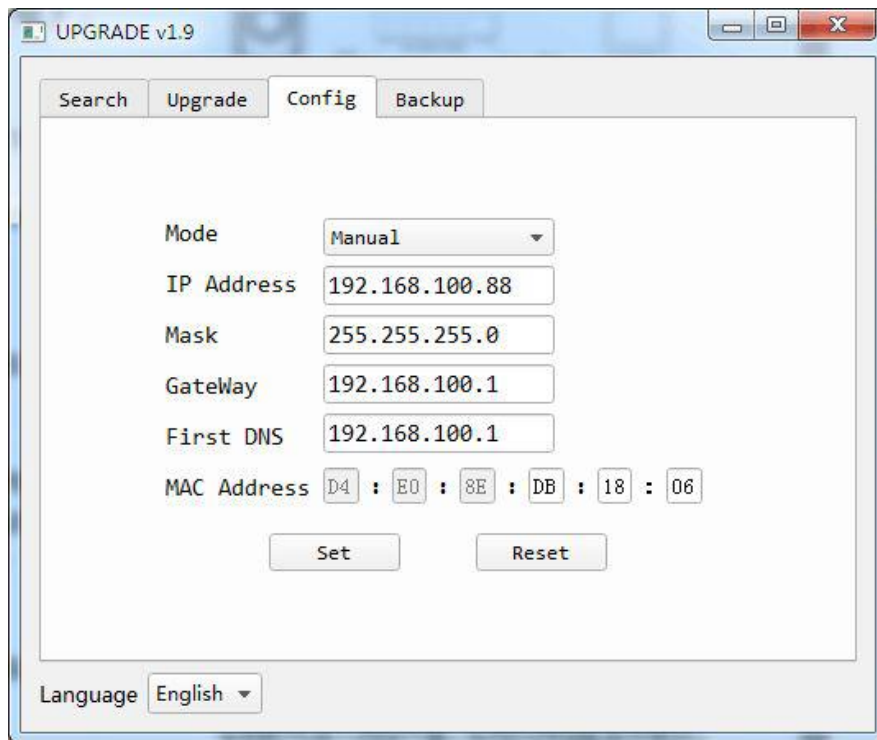 UPGRADE v1.9
Search Upgrade Config Backup
Mode Manual
IP Address 192.168.100.88
Mask 255.255.255.0
GateWay 192.168.100.1
First DNS 192.168.100.1
MAC Address D4 : E0 : 8E : DB : 18 : 06
Set Reset
Language English